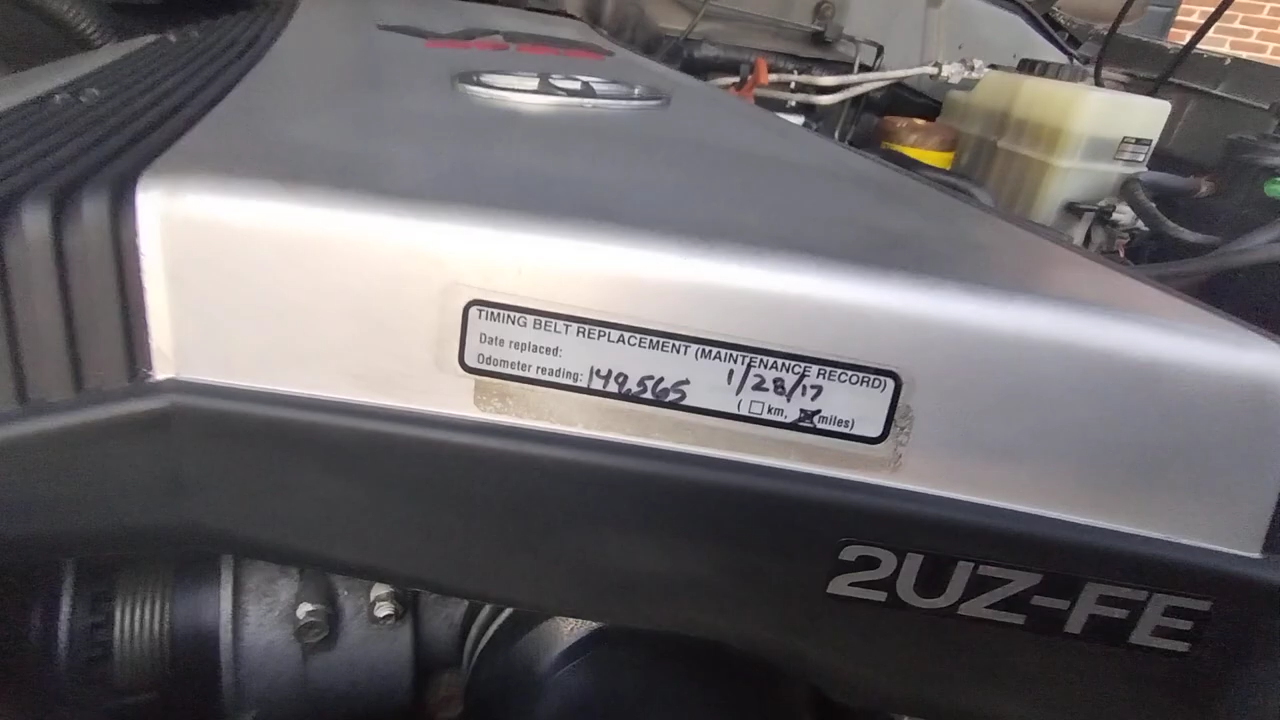 TIMING BELT REPLACEMENT (MAINTENANCE RECORD)
Date replaced: 1/28/17
Odometer reading: 149,565 ( km, miles)
2UZ-FE